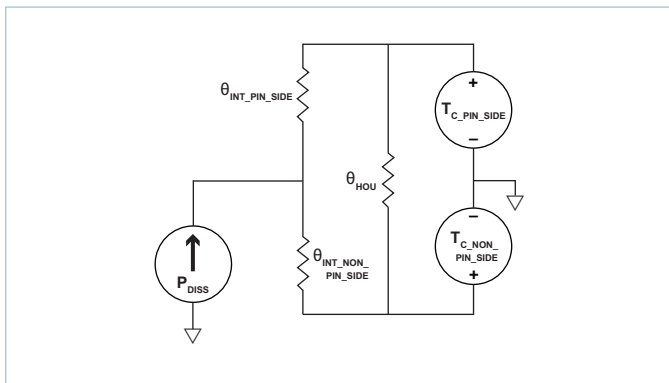 θINT_PIN_SIDE
+
TC_PIN_SIDE
–
θHOU
–
TC_NON_
PIN_SIDE
+
θINT_NON_
PIN_SIDE
PDISS